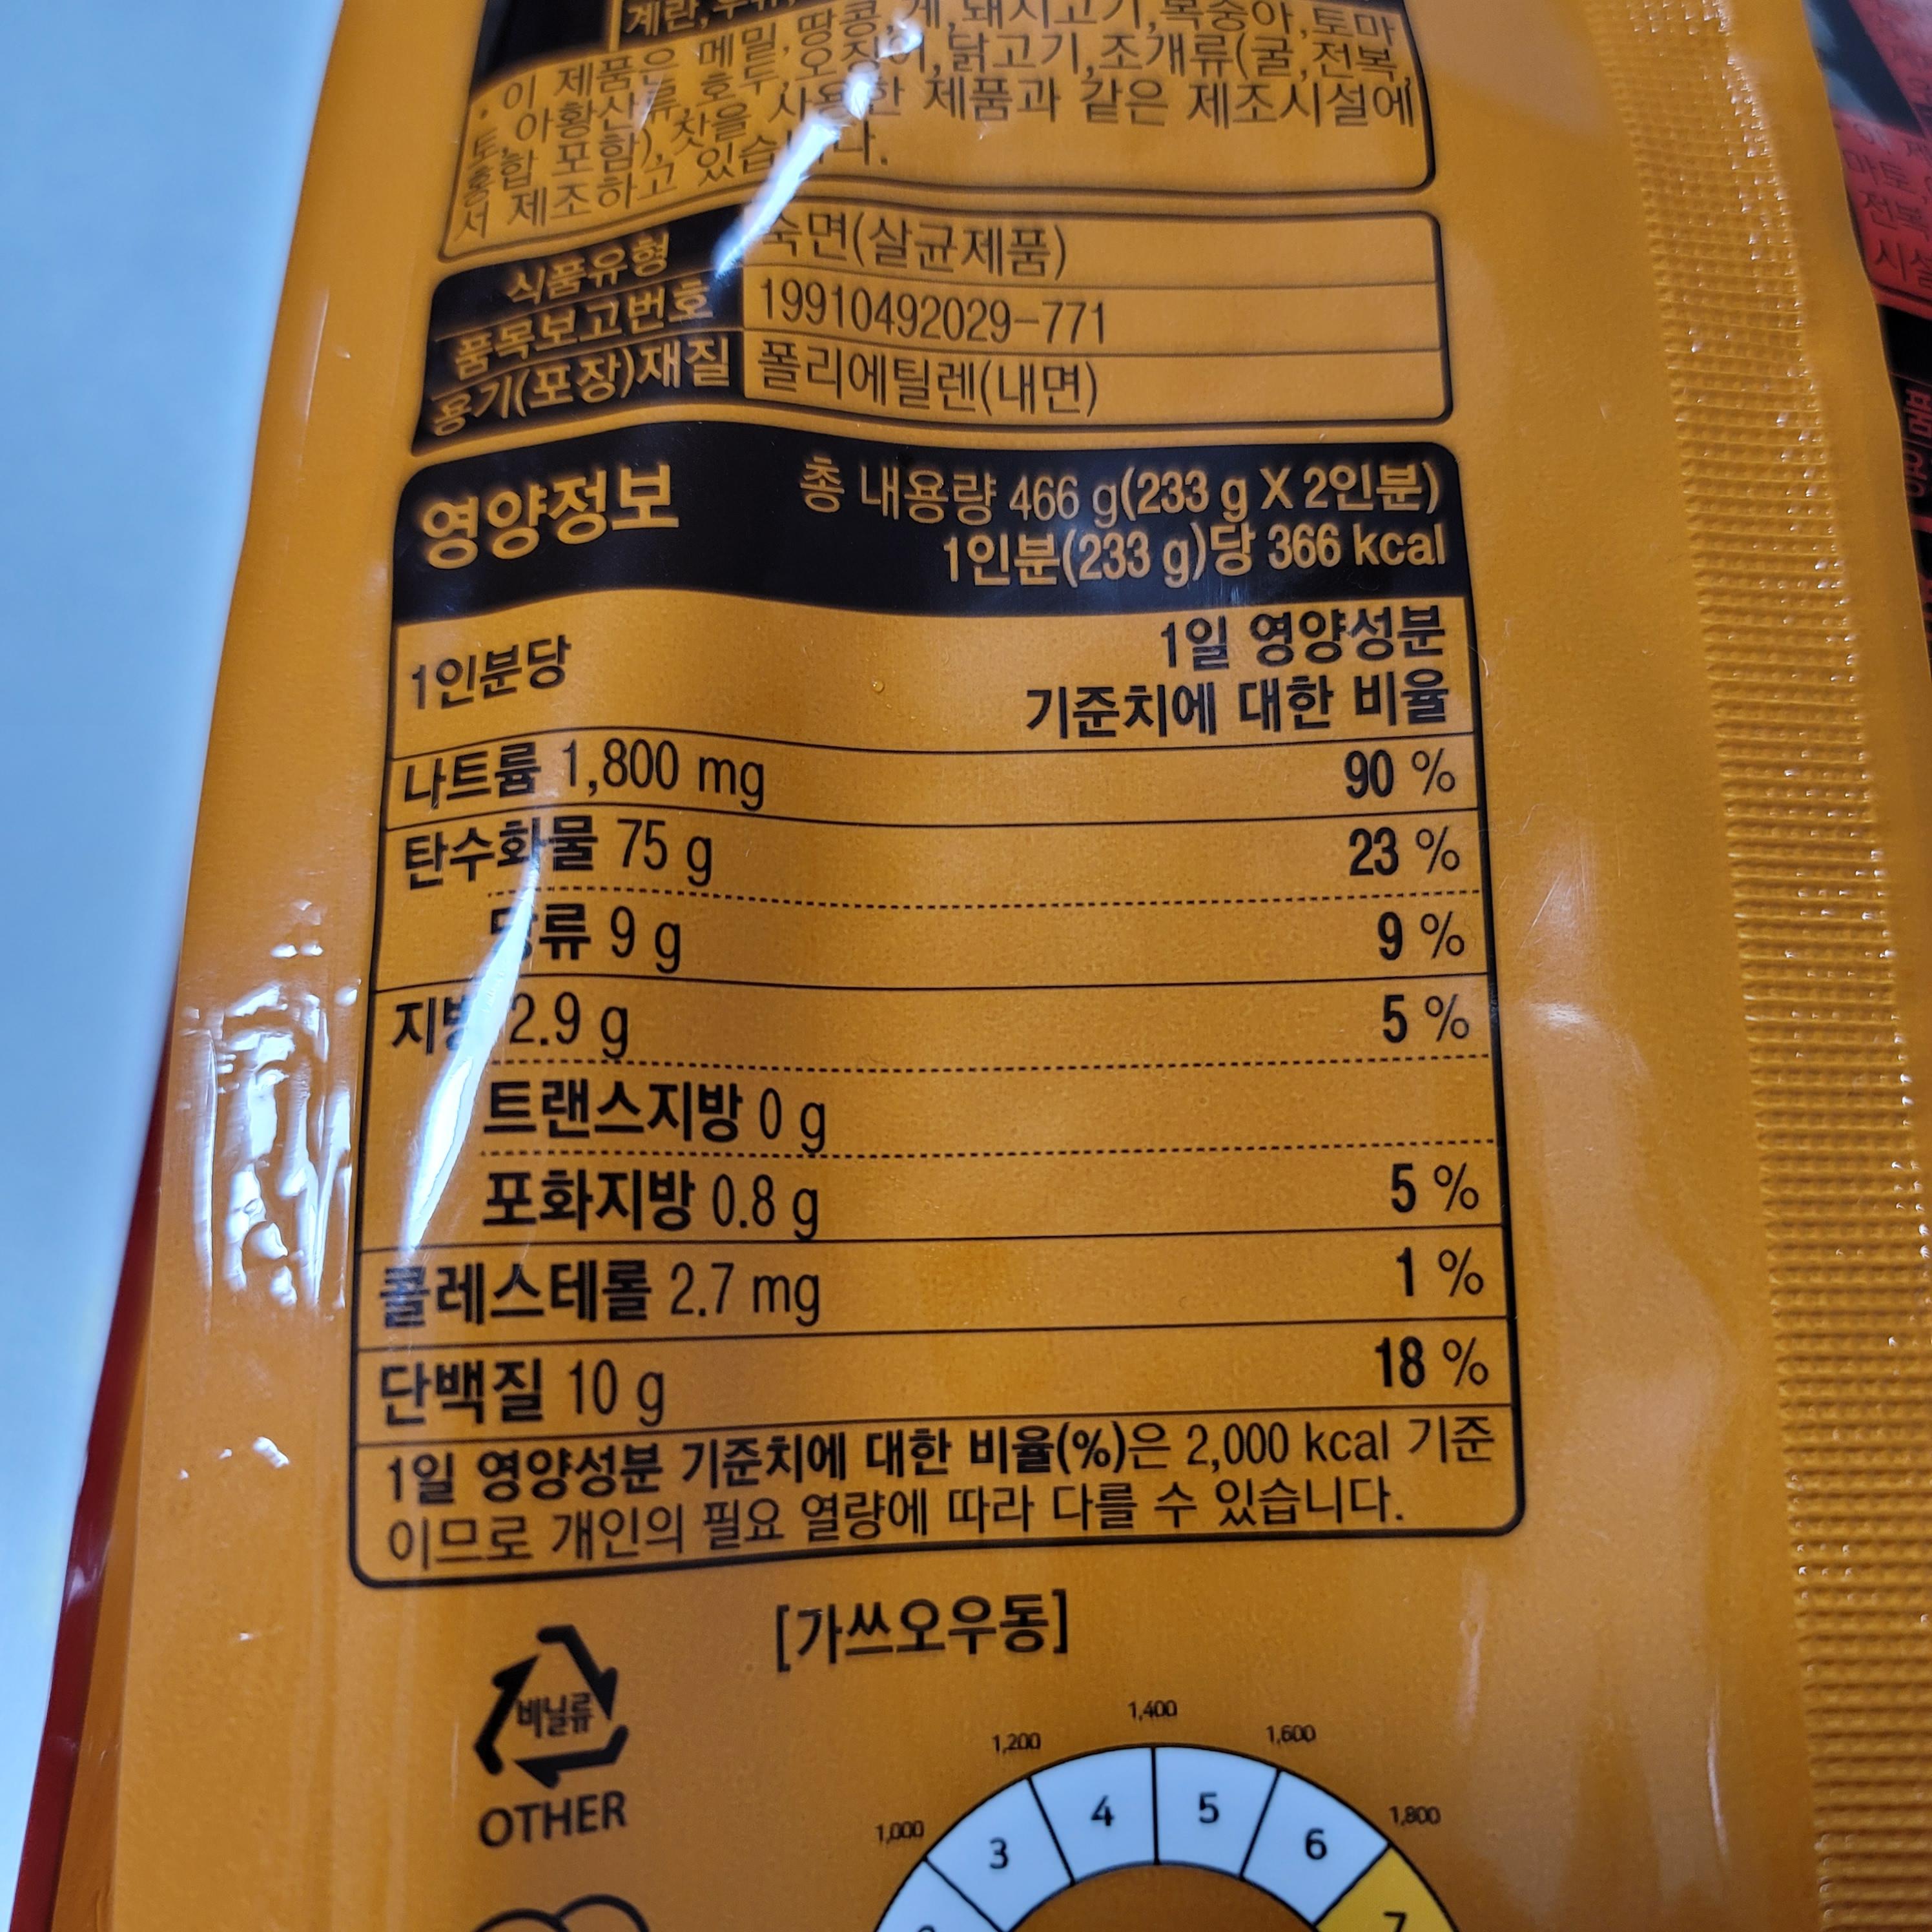 계란, 우유,
, 이 제품은 메밀, 땅콩, 게, 돼지고기, 복숭아, 토마
토, 아황산류, 호두, 오징어, 닭고기, 조개류(굴, 전복,
홍합 포함), 잣을 사용한 제품과 같은 제조시설에
서 제조하고 있습니다.
식품유형 숙면(살균제품)
품목보고번호 19910492029-771
용기(포장)재질 폴리에틸렌(내면)
영양정보 총 내용량 466 g(233 g X 2인분)
1인분(233 g)당 366 kcal
1인분당 1일 영양성분
기준치에 대한 비율
나트륨 1,800 mg 90 %
탄수화물 75 g 23 %
당류 9 g 9 %
지방 2.9 g 5 %
트랜스지방 0 g
포화지방 0.8 g 5 %
콜레스테롤 2.7 mg 1 %
단백질 10 g 18 %
1일 영양성분 기준치에 대한 비율(%)은 2,000 kcal 기준
이므로 개인의 필요 열량에 따라 다를 수 있습니다.
[가쓰오우동]
비닐류
OTHER
1,000 1,200 1,400 1,600 1,800
3 4 5 6 7
마토
전복
시설
품
용